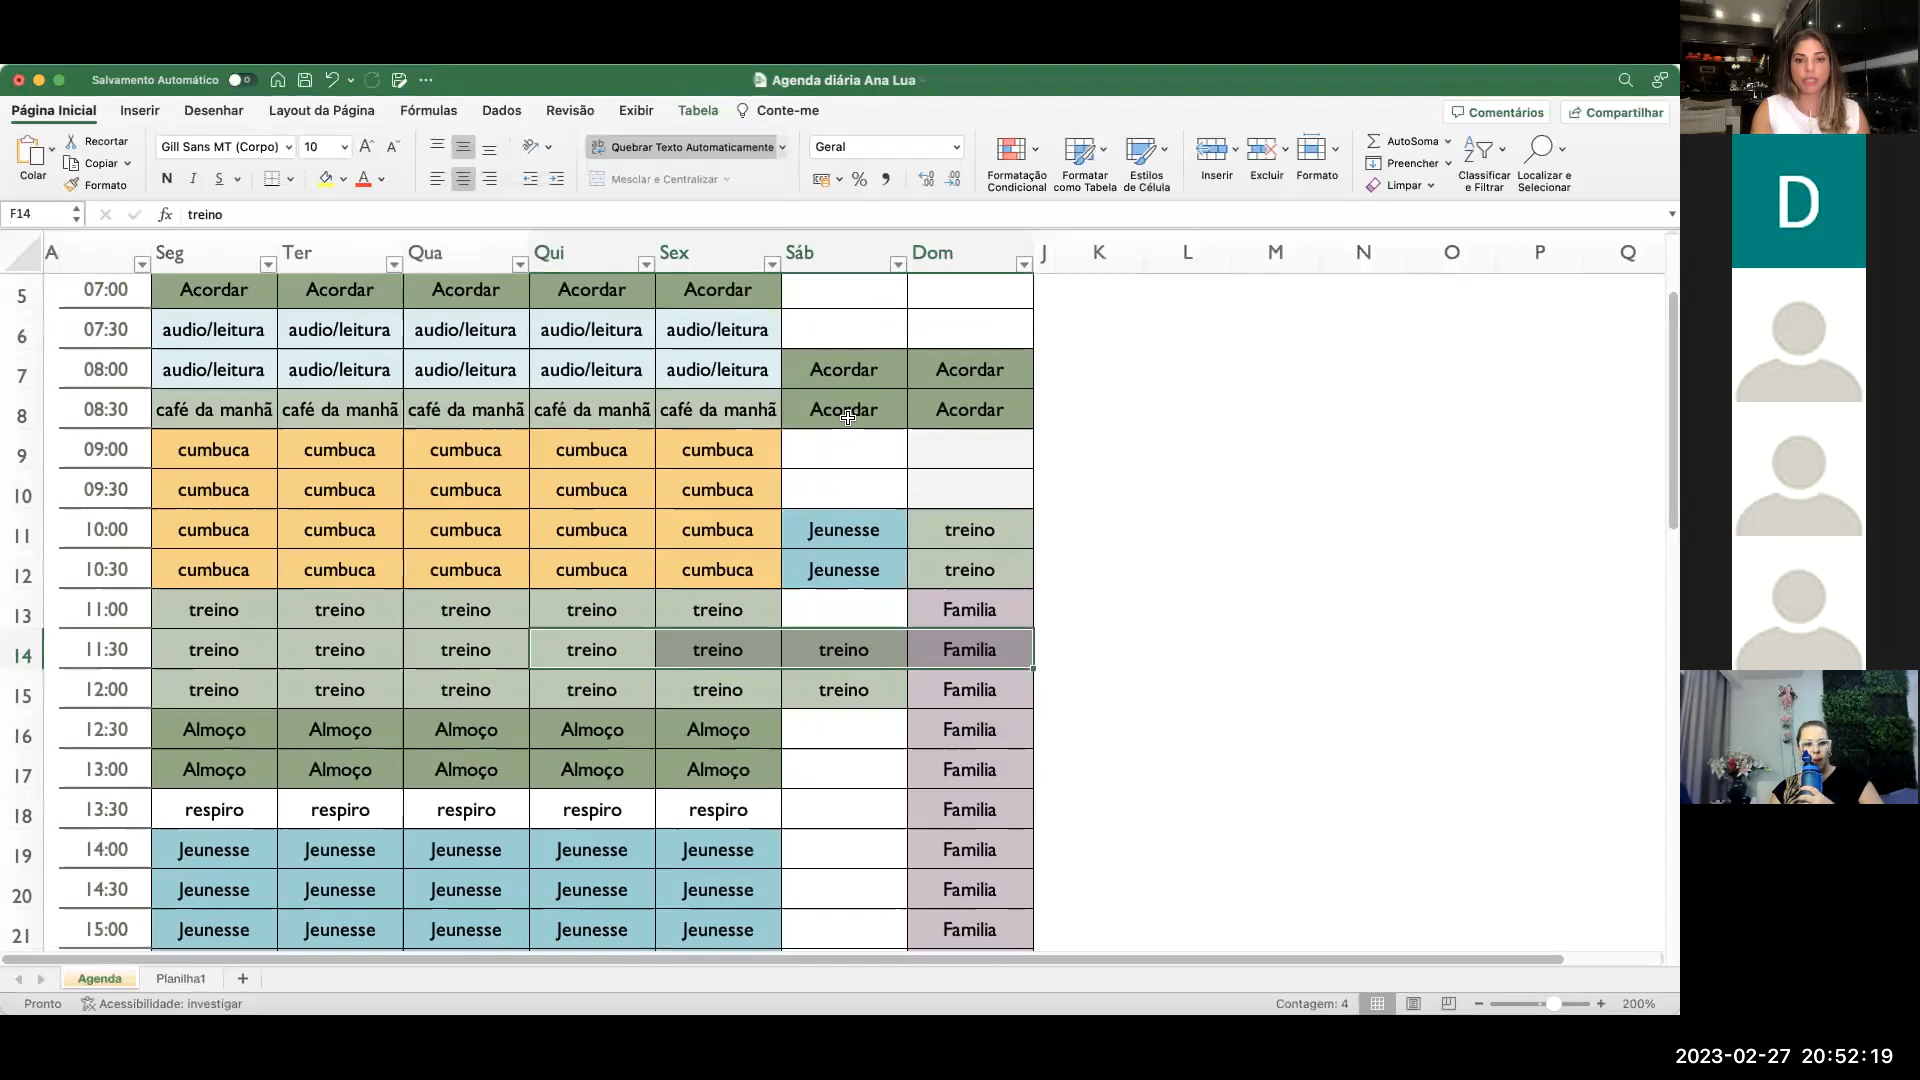 Salvamento Automático
Agenda diária Ana Lua
Página Inicial Inserir Desenhar Layout da Página Fórmulas Dados Revisão Exibir Tabela Conte-me Comentários Compartilhar
Colar Recortar Copiar Formato
Gill Sans MT (Corpo) 10 A A
N I S A
ab Quebrar Texto Automaticamente
Mesclar e Centralizar
Geral
%
Formatação Condicional
Formatar como Tabela
Estilos de Célula
Inserir Excluir Formato
AutoSoma
Preencher
Limpar
Classificar e Filtrar
Localizar e Selecionar
F14 fx treino
A Seg Ter Qua Qui Sex Sáb Dom J K L M N O P Q
5 07:00 Acordar Acordar Acordar Acordar Acordar
6 07:30 audio/leitura audio/leitura audio/leitura audio/leitura audio/leitura
7 08:00 audio/leitura audio/leitura audio/leitura audio/leitura audio/leitura Acordar Acordar
8 08:30 café da manhã café da manhã café da manhã café da manhã café da manhã Acordar Acordar
9 09:00 cumbuca cumbuca cumbuca cumbuca cumbuca
10 09:30 cumbuca cumbuca cumbuca cumbuca cumbuca
11 10:00 cumbuca cumbuca cumbuca cumbuca cumbuca Jeunesse treino
12 10:30 cumbuca cumbuca cumbuca cumbuca cumbuca Jeunesse treino
13 11:00 treino treino treino treino treino Familia
14 11:30 treino treino treino treino treino treino Familia
15 12:00 treino treino treino treino treino treino Familia
16 12:30 Almoço Almoço Almoço Almoço Almoço Familia
17 13:00 Almoço Almoço Almoço Almoço Almoço Familia
18 13:30 respiro respiro respiro respiro respiro Familia
19 14:00 Jeunesse Jeunesse Jeunesse Jeunesse Jeunesse Familia
20 14:30 Jeunesse Jeunesse Jeunesse Jeunesse Jeunesse Familia
21 15:00 Jeunesse Jeunesse Jeunesse Jeunesse Jeunesse Familia
Agenda Planilha1 +
Pronto Acessibilidade: investigar Contagem: 4 200%
D
2023-02-27 20:52:19